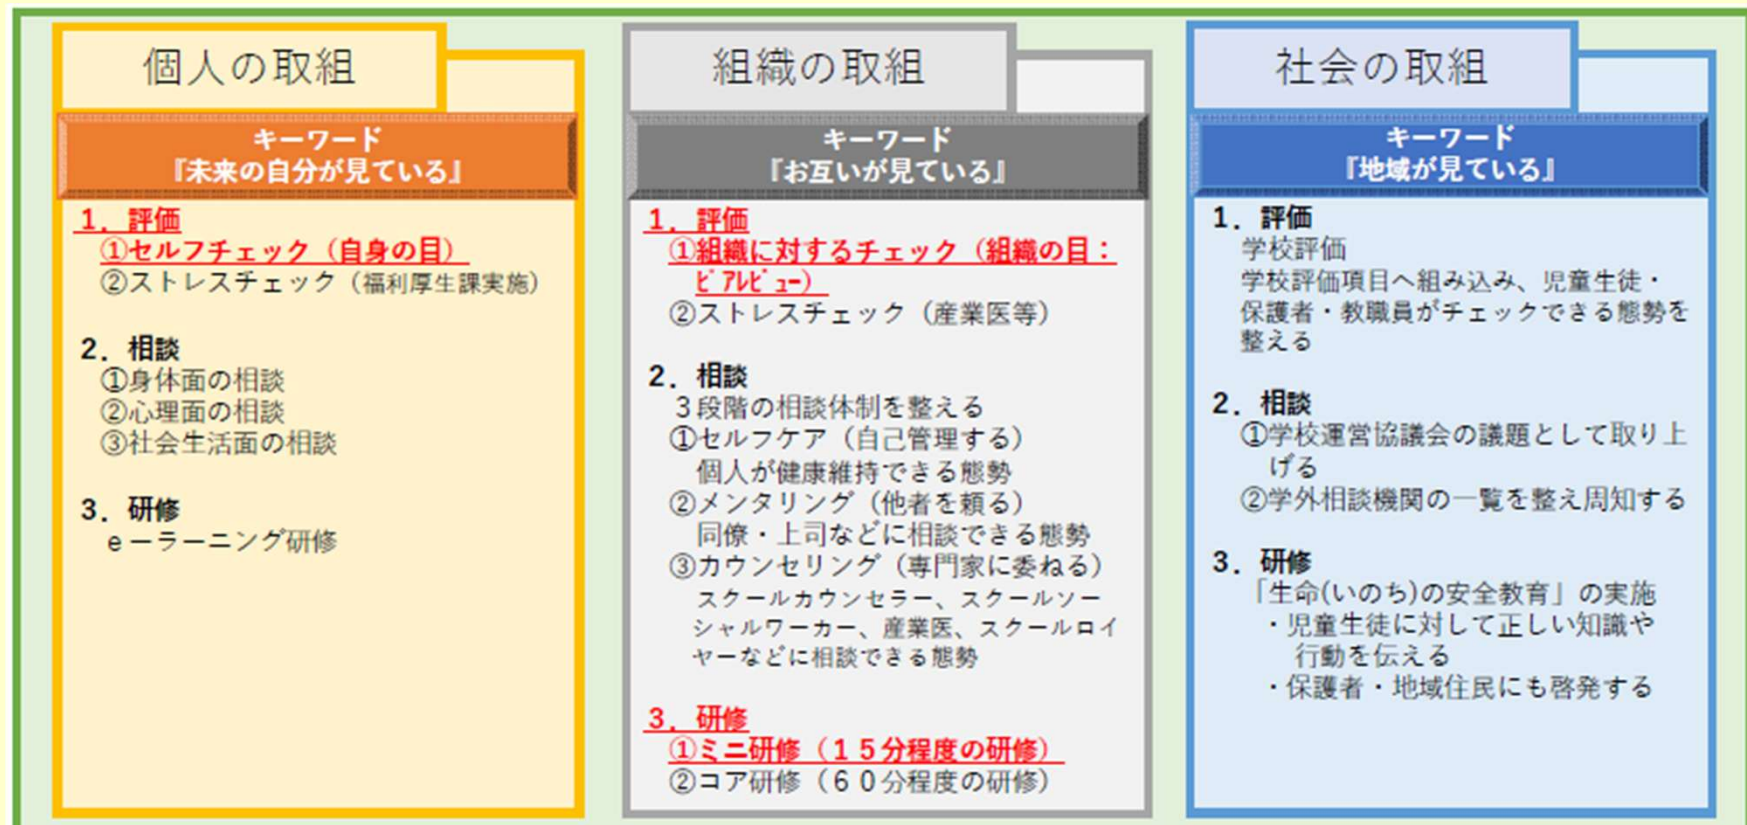 個人の取組
キーワード
『未来の自分が見ている』
1．評価
①セルフチェック（自身の目）
②ストレスチェック（福利厚生課実施）
2．相談
①身体面の相談
②心理面の相談
③社会生活面の相談
3．研修
eーラーニング研修
組織の取組
キーワード
『お互いが見ている』
1．評価
①組織に対するチェック（組織の目：
ﾋﾟｱﾚﾋﾞｭｰ）
②ストレスチェック（産業医等）
2．相談
３段階の相談体制を整える
①セルフケア（自己管理する）
個人が健康維持できる態勢
②メンタリング（他者を頼る）
同僚・上司などに相談できる態勢
③カウンセリング（専門家に委ねる）
スクールカウンセラー、スクールソー
シャルワーカー、産業医、スクールロイ
ヤーなどに相談できる態勢
3．研修
①ミニ研修（１５分程度の研修）
②コア研修（６０分程度の研修）
社会の取組
キーワード
『地域が見ている』
1．評価
学校評価
学校評価項目へ組み込み、児童生徒・
保護者・教職員がチェックできる態勢を
整える
2．相談
①学校運営協議会の議題として取り上
げる
②学外相談機関の一覧を整え周知する
3．研修
「生命(いのち)の安全教育」の実施
・児童生徒に対して正しい知識や
行動を伝える
・保護者・地域住民にも啓発する